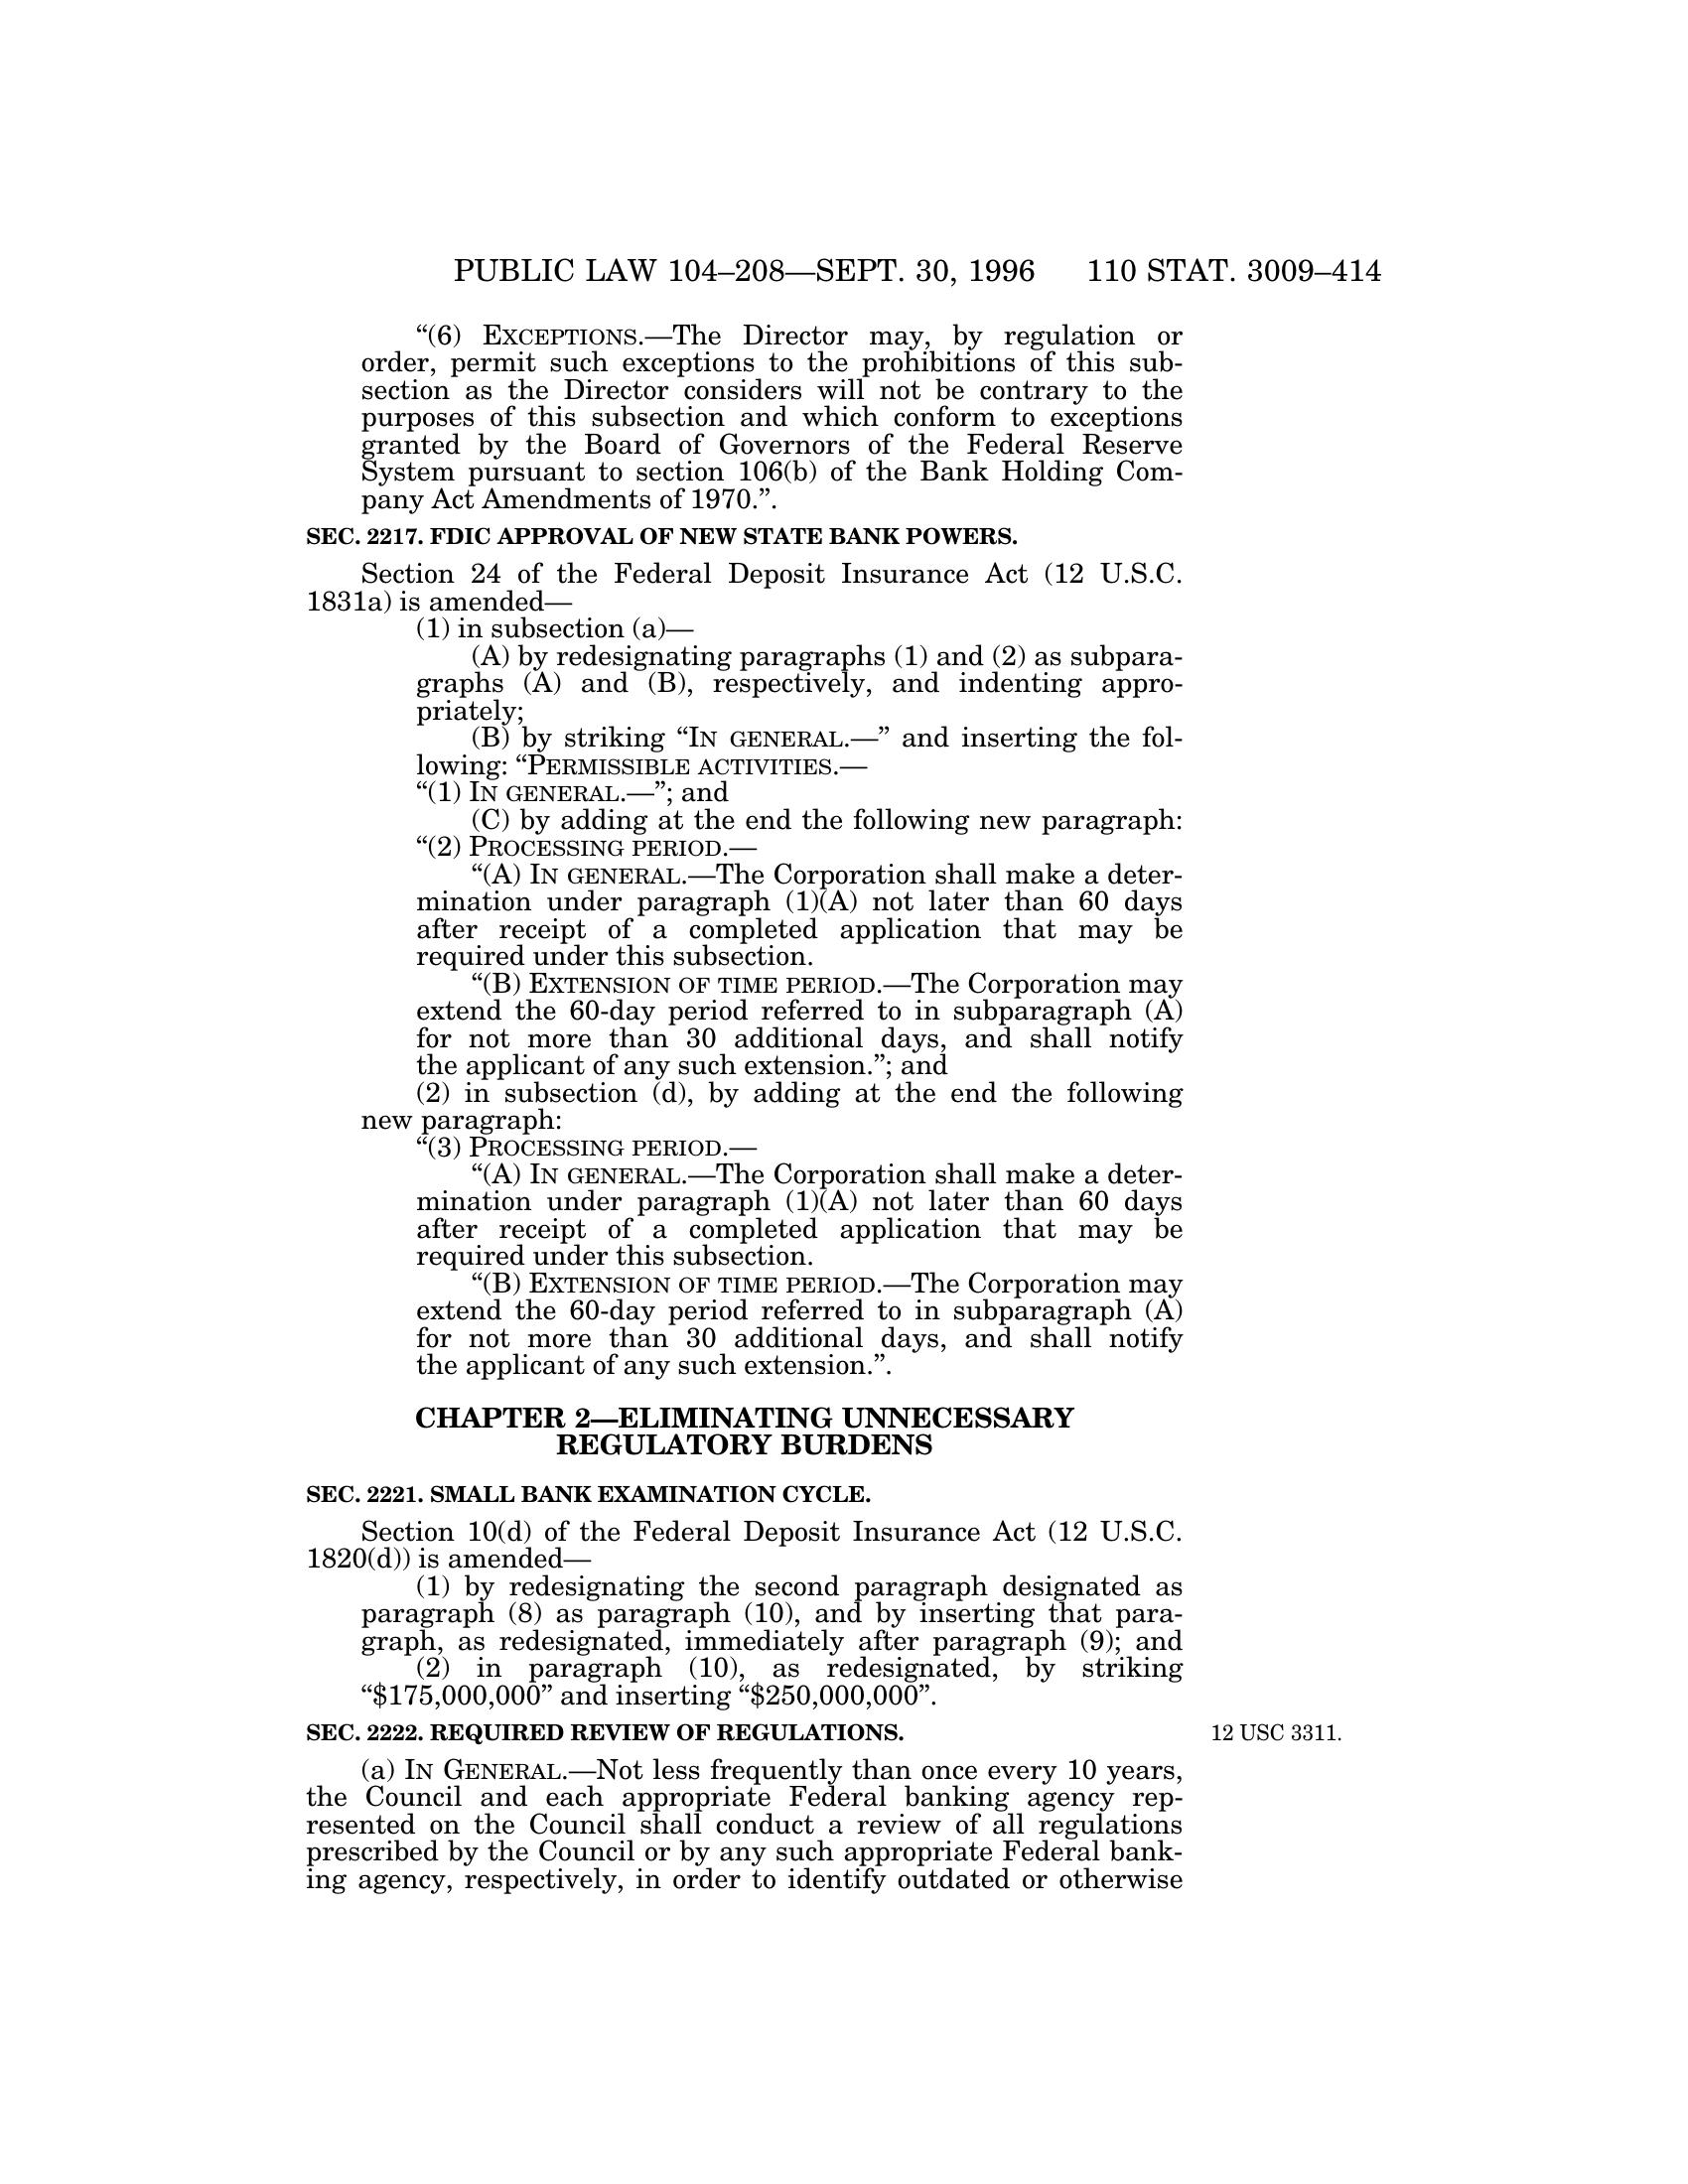 PUBLIC LAW 104–208—SEPT. 30, 1996 110 STAT. 3009–414
“(6) EXCEPTIONS.—The Director may, by regulation or
order, permit such exceptions to the prohibitions of this sub-
section as the Director considers will not be contrary to the
purposes of this subsection and which conform to exceptions
granted by the Board of Governors of the Federal Reserve
System pursuant to section 106(b) of the Bank Holding Com-
pany Act Amendments of 1970.”.
SEC. 2217. FDIC APPROVAL OF NEW STATE BANK POWERS.
Section 24 of the Federal Deposit Insurance Act (12 U.S.C.
1831a) is amended—
(1) in subsection (a)—
(A) by redesignating paragraphs (1) and (2) as subpara-
graphs (A) and (B), respectively, and indenting appro-
priately;
(B) by striking “IN GENERAL.—” and inserting the fol-
lowing: “PERMISSIBLE ACTIVITIES.—
“(1) IN GENERAL.—”; and
(C) by adding at the end the following new paragraph:
“(2) PROCESSING PERIOD.—
“(A) IN GENERAL.—The Corporation shall make a deter-
mination under paragraph (1)(A) not later than 60 days
after receipt of a completed application that may be
required under this subsection.
“(B) EXTENSION OF TIME PERIOD.—The Corporation may
extend the 60-day period referred to in subparagraph (A)
for not more than 30 additional days, and shall notify
the applicant of any such extension.”; and
(2) in subsection (d), by adding at the end the following
new paragraph:
“(3) PROCESSING PERIOD.—
“(A) IN GENERAL.—The Corporation shall make a deter-
mination under paragraph (1)(A) not later than 60 days
after receipt of a completed application that may be
required under this subsection.
“(B) EXTENSION OF TIME PERIOD.—The Corporation may
extend the 60-day period referred to in subparagraph (A)
for not more than 30 additional days, and shall notify
the applicant of any such extension.”.
CHAPTER 2—ELIMINATING UNNECESSARY
REGULATORY BURDENS
SEC. 2221. SMALL BANK EXAMINATION CYCLE.
Section 10(d) of the Federal Deposit Insurance Act (12 U.S.C.
1820(d)) is amended—
(1) by redesignating the second paragraph designated as
paragraph (8) as paragraph (10), and by inserting that para-
graph, as redesignated, immediately after paragraph (9); and
(2) in paragraph (10), as redesignated, by striking
“$175,000,000” and inserting “$250,000,000”.
SEC. 2222. REQUIRED REVIEW OF REGULATIONS. 12 USC 3311.
(a) IN GENERAL.—Not less frequently than once every 10 years,
the Council and each appropriate Federal banking agency rep-
resented on the Council shall conduct a review of all regulations
prescribed by the Council or by any such appropriate Federal bank-
ing agency, respectively, in order to identify outdated or otherwise